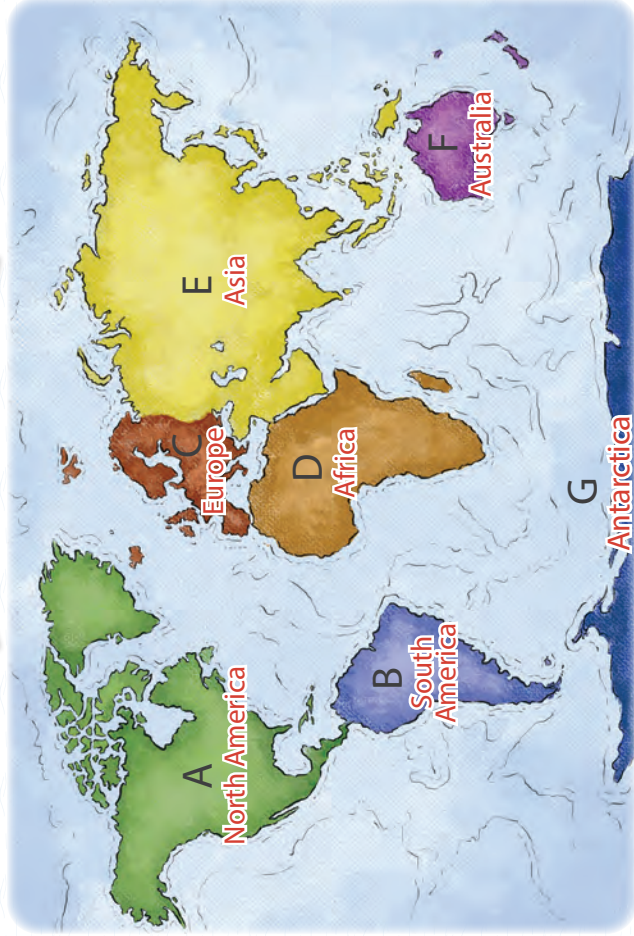 A
North America
B
South
America
C
Europe
D
Africa
E
Asia
F
Australia
G
Antarctica